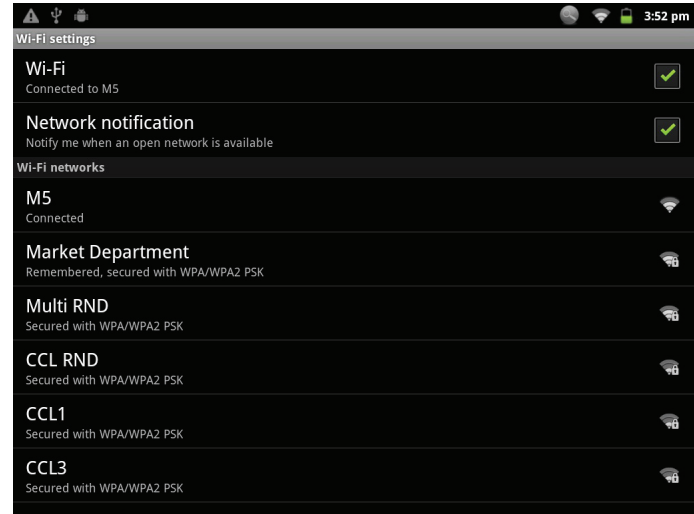 3:52 pm
Wi-Fi settings
Wi-Fi
Connected to M5
Network notification
Notify me when an open network is available
Wi-Fi networks
M5
Connected
Market Department
Remembered, secured with WPA/WPA2 PSK
Multi RND
Secured with WPA/WPA2 PSK
CCL RND
Secured with WPA/WPA2 PSK
CCL1
Secured with WPA/WPA2 PSK
CCL3
Secured with WPA/WPA2 PSK